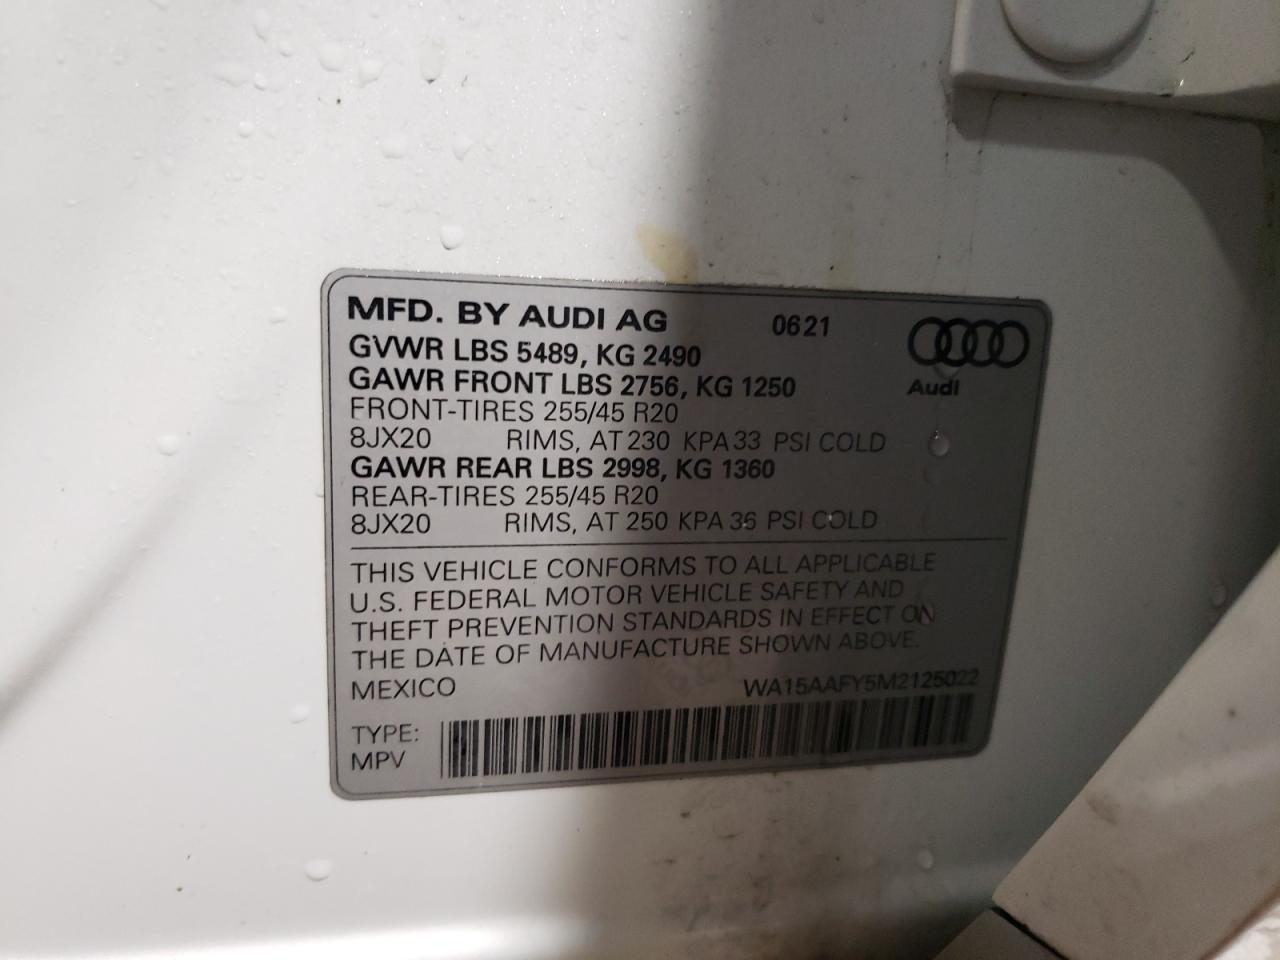 MFD. BY AUDI AG 0621
GVWR LBS 5489, KG 2490
GAWR FRONT LBS 2756, KG 1250
Audi
FRONT-TIRES 255/45 R20
8JX20 RIMS, AT 230 KPA 33 PSI COLD
GAWR REAR LBS 2998, KG 1360
REAR-TIRES 255/45 R20
8JX20 RIMS, AT 250 KPA 36 PSI COLD
THIS VEHICLE CONFORMS TO ALL APPLICABLE
U.S. FEDERAL MOTOR VEHICLE SAFETY AND
THEFT PREVENTION STANDARDS IN EFFECT ON
THE DATE OF MANUFACTURE SHOWN ABOVE.
MEXICO WA15AAFY5M2125022
TYPE:
MPV